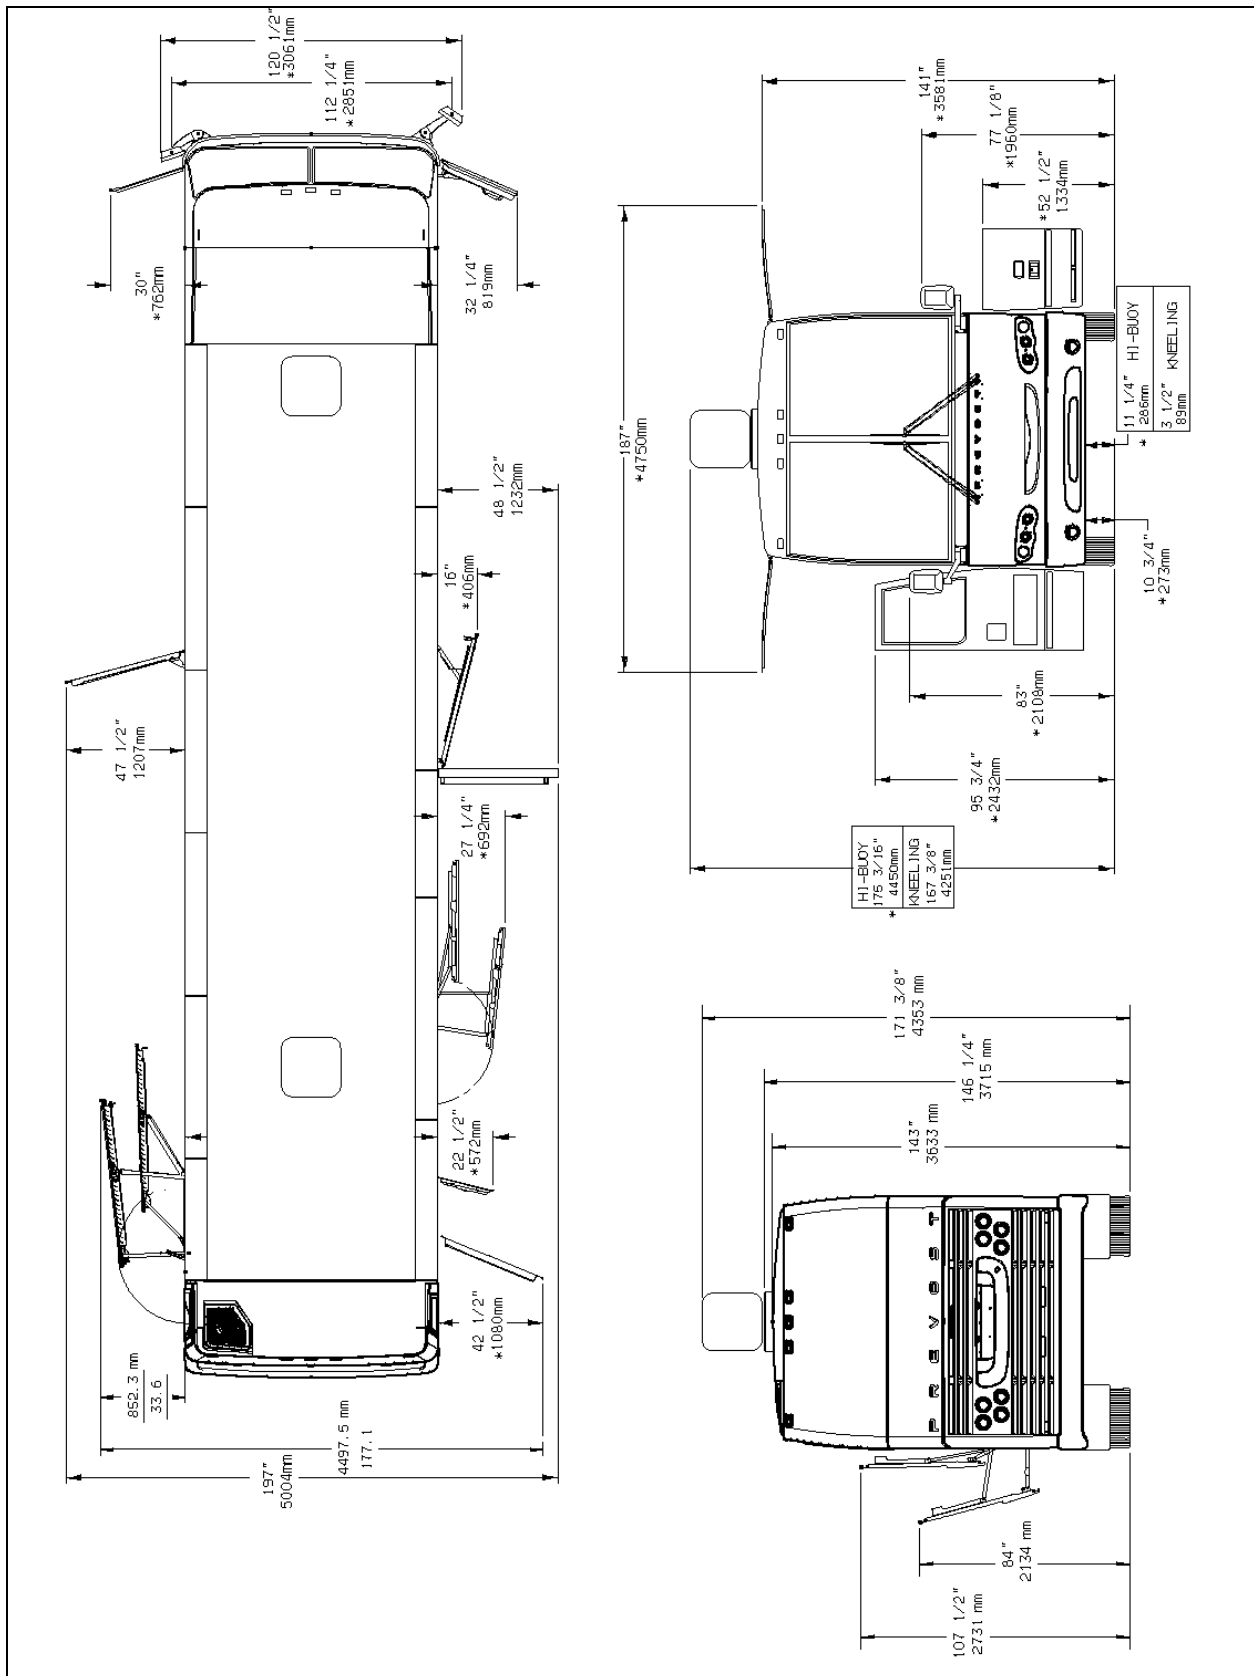 120 1/2"
*3061mm
112 1/4"
*2851mm
30"
*762mm
32 1/4"
819mm
48 1/2"
1232mm
16"
*406mm
47 1/2"
1207mm
27 1/4"
*692mm
22 1/2"
*572mm
42 1/2"
*1080mm
852.3 mm
33.6
4497.5 mm
177.1
197"
5004mm
141"
*3581mm
77 1/8"
*1960mm
*52 1/2"
1334mm
187"
*4750mm
PREVOST
11 1/4" HI-BUOY
* 286mm
3 1/2" KNEELING
89mm
10 3/4"
*273mm
83"
*2108mm
95 3/4"
*2432mm
HI-BUOY
175 3/16"
* 4450mm
KNEELING
167 3/8"
4251mm
171 3/8"
4353 mm
146 1/4"
3715 mm
143"
3633 mm
PREVOST
84"
2134 mm
107 1/2"
2731 mm